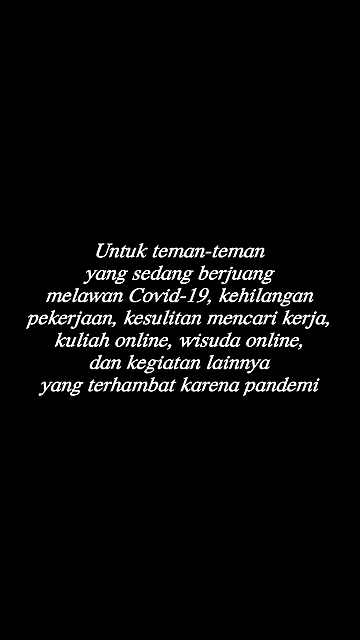 Untuk teman-teman
yang sedang berjuang
melawan Covid-19, kehilangan
pekerjaan, kesulitan mencari kerja,
kuliah online, wisuda online,
dan kegiatan lainnya
yang terhambat karena pandemi